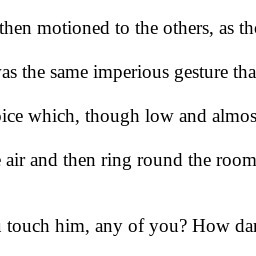 then motioned to the others, as the
was the same imperious gesture tha
oice which, though low and almos
air and then ring round the room
touch him, any of you? How dar